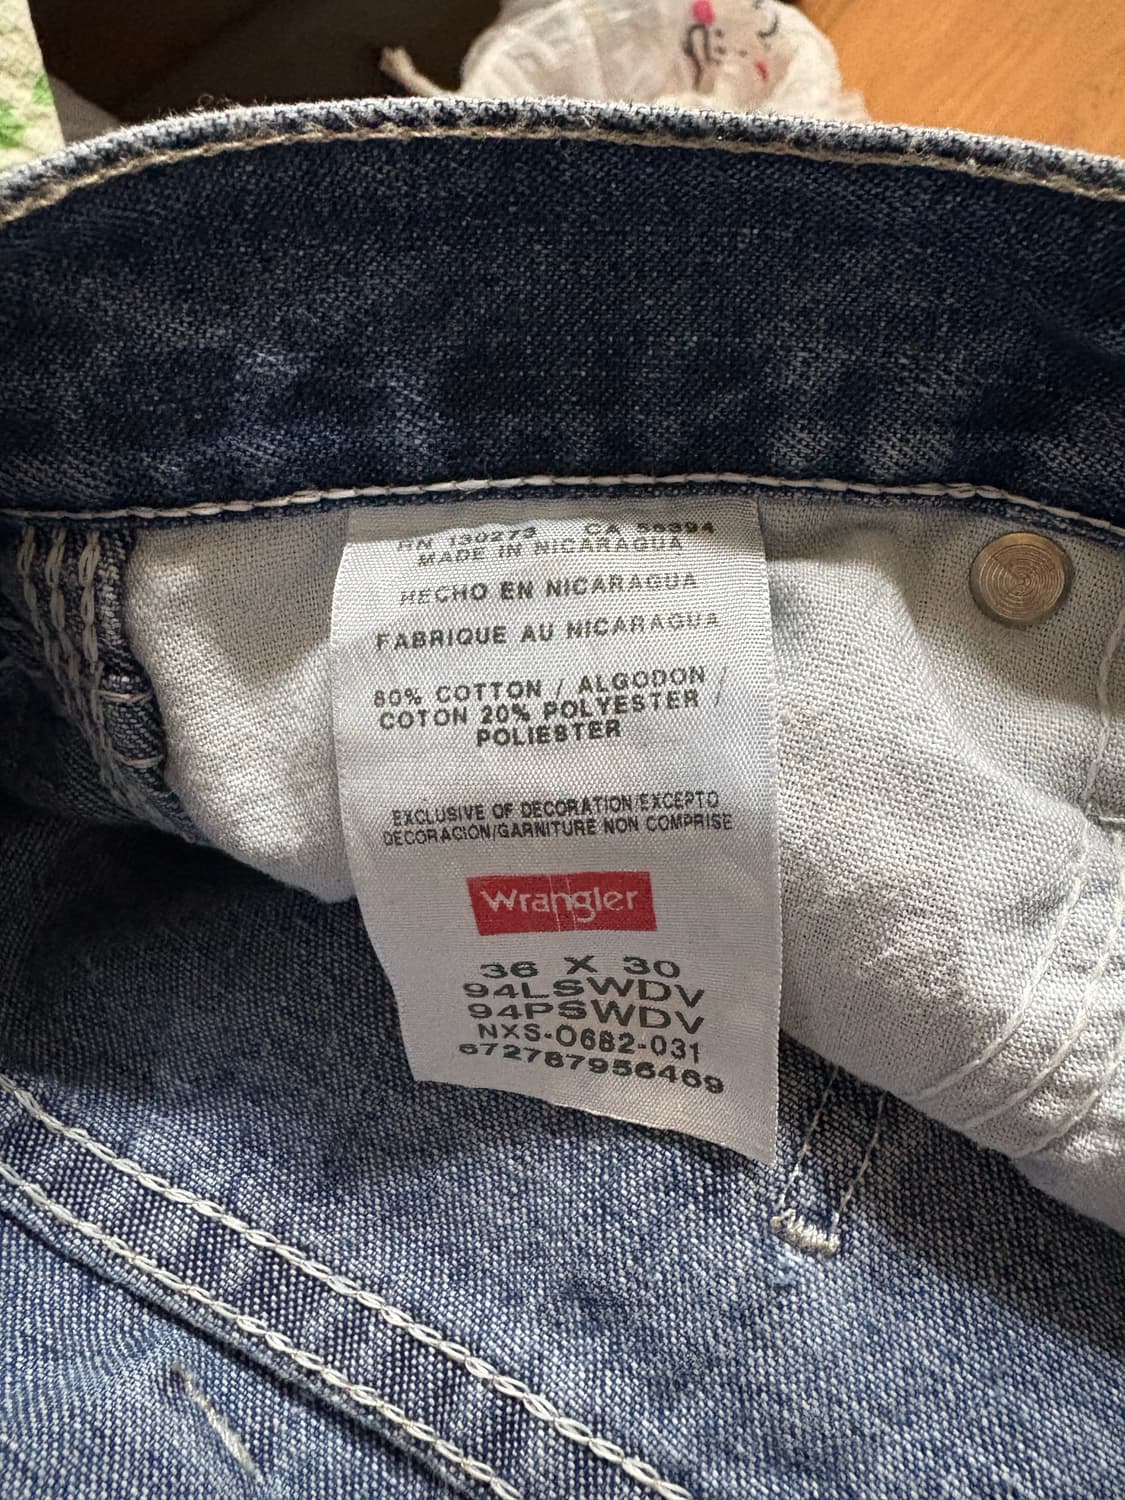 RN 130273 CA 50394
MADE IN NICARAGUA
HECHO EN NICARAGUA
FABRIQUE AU NICARAGUA
80% COTTON / ALGODON /
COTON 20% POLYESTER /
POLIESTER
EXCLUSIVE OF DECORATION/EXCEPTO
DECORACION/GARNITURE NON COMPRISE
Wrangler
36 X 30
94LSWDV
94PSWDV
NXS-0682-031
672787956469